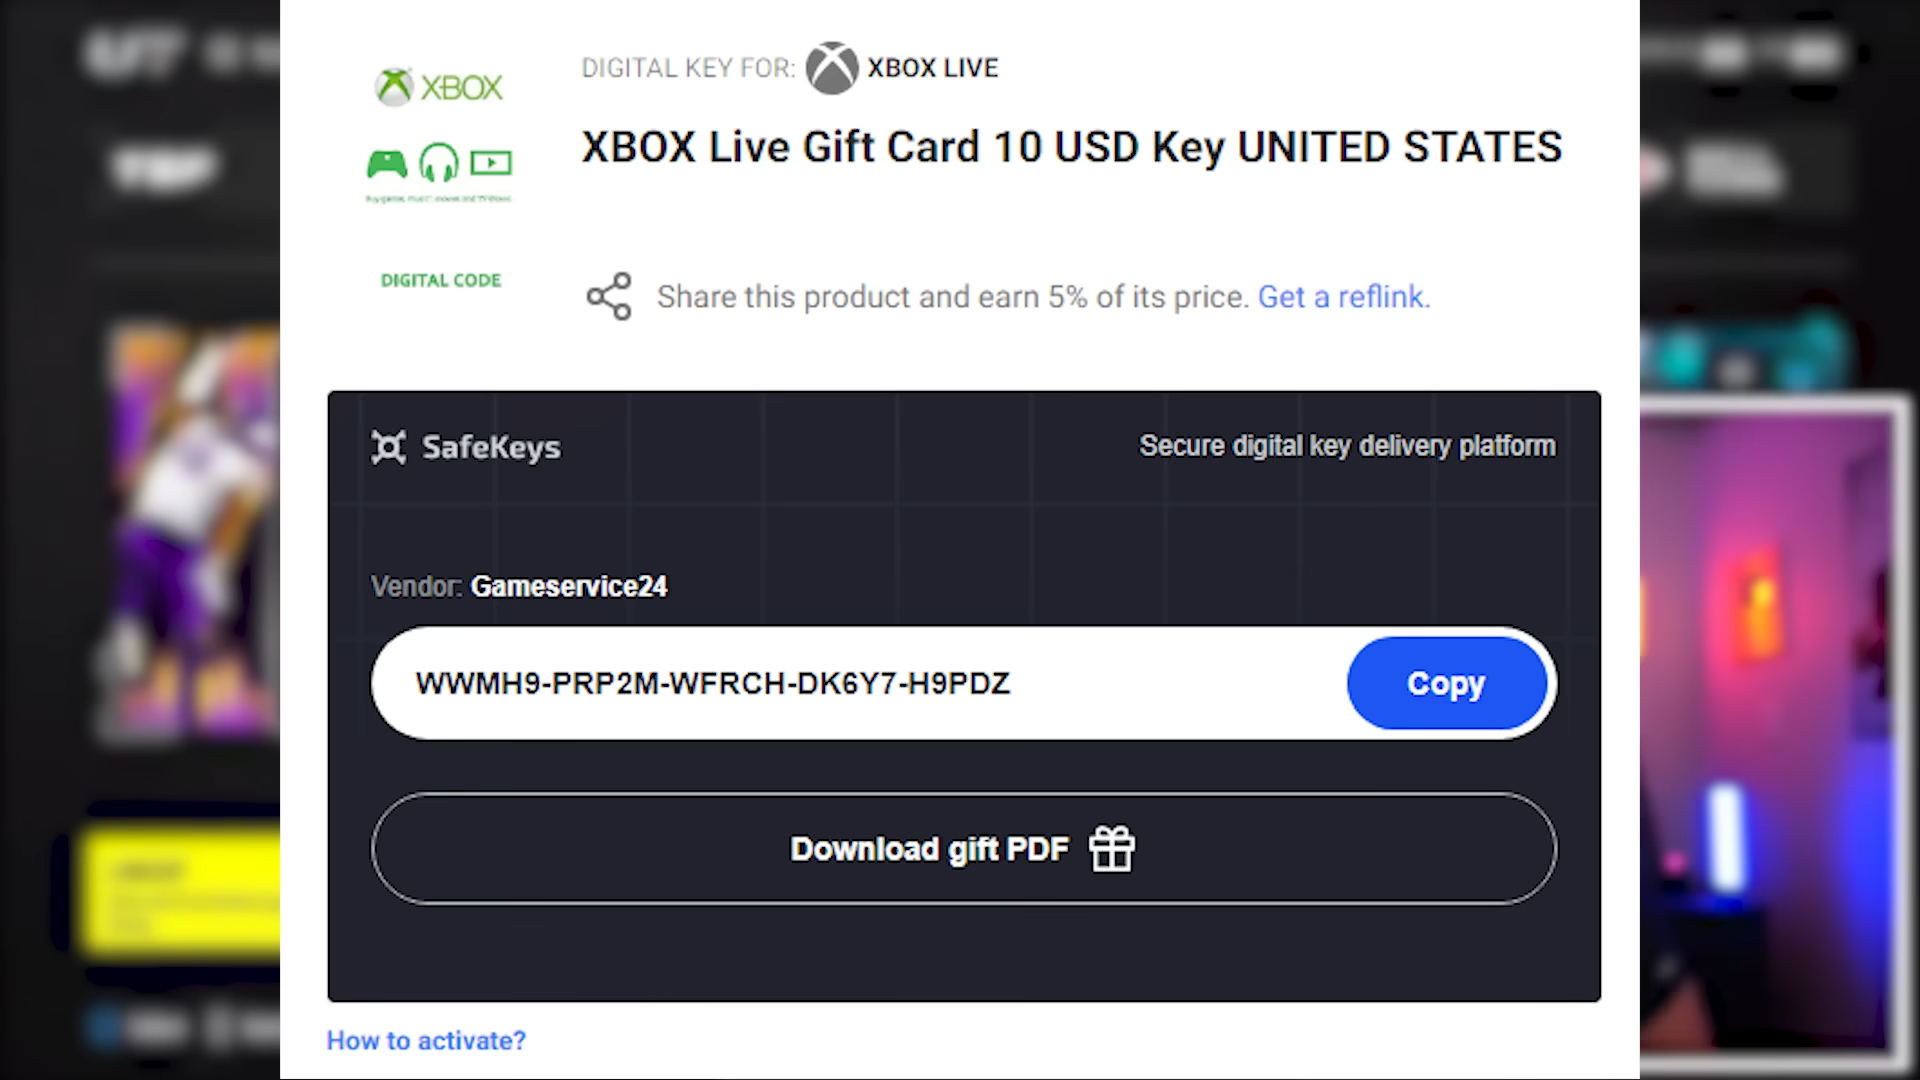 XBOX
DIGITAL KEY FOR: XBOX LIVE
XBOX Live Gift Card 10 USD Key UNITED STATES
DIGITAL CODE
Share this product and earn 5% of its price. Get a reflink.
SafeKeys
Secure digital key delivery platform
Vendor: Gameservice24
WWMH9-PRP2M-WFRCH-DK6Y7-H9PDZ
Copy
Download gift PDF
How to activate?